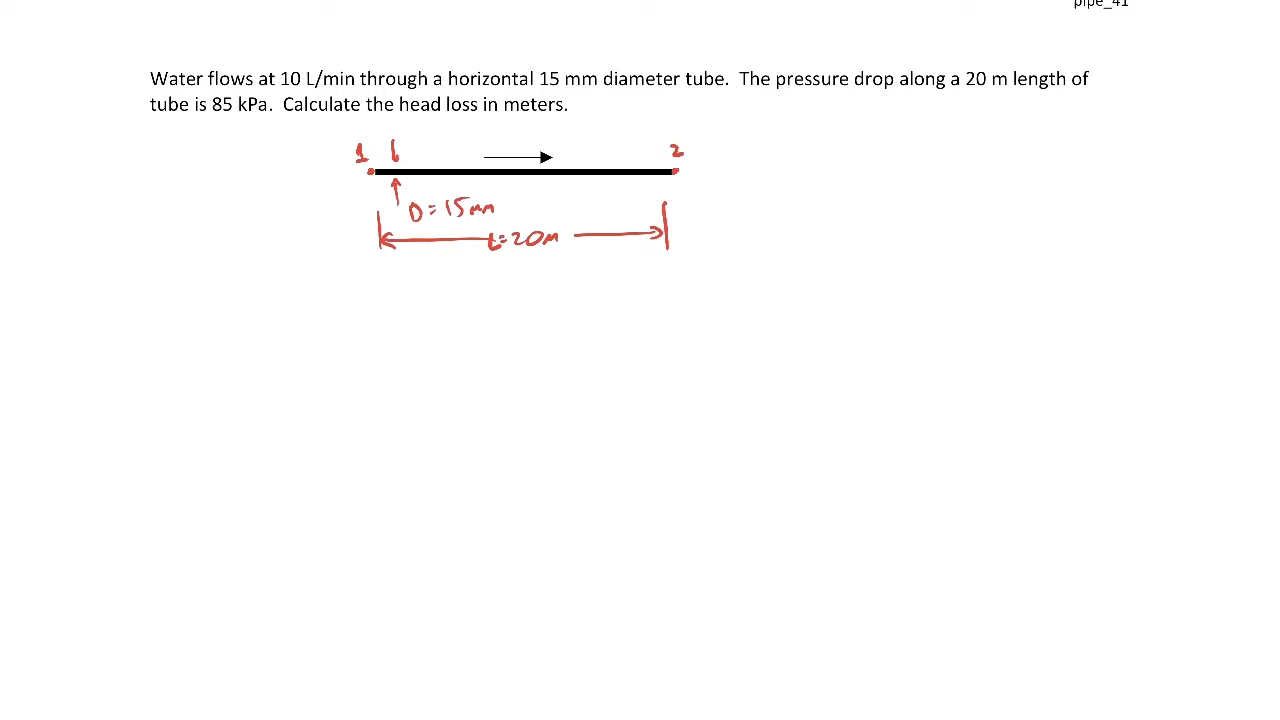 pipe_41
Water flows at 10 L/min through a horizontal 15 mm diameter tube. The pressure drop along a 20 m length of
tube is 85 kPa. Calculate the head loss in meters.
1 2
D=15mm
L=20m